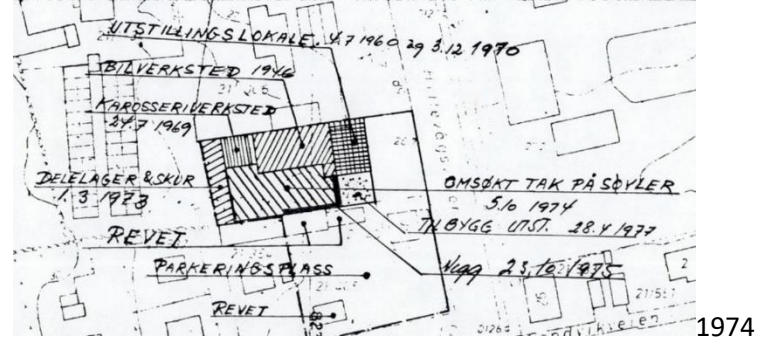 UTSTILLINGSLOKALE. 4.7 1960 og 3.12 1970
BILVERKSTED 1946
KAROSSERIVERKSTED
24.7 1969
DELELAGER & SKUR
1.3 1973
OMSØKT TAK PÅ SØYLER
5.10 1974
TILBYGG UTST. 28.4 1977
REVET
PARKERINGSPLASS
Vegg 23.10 1975
REVET
1974